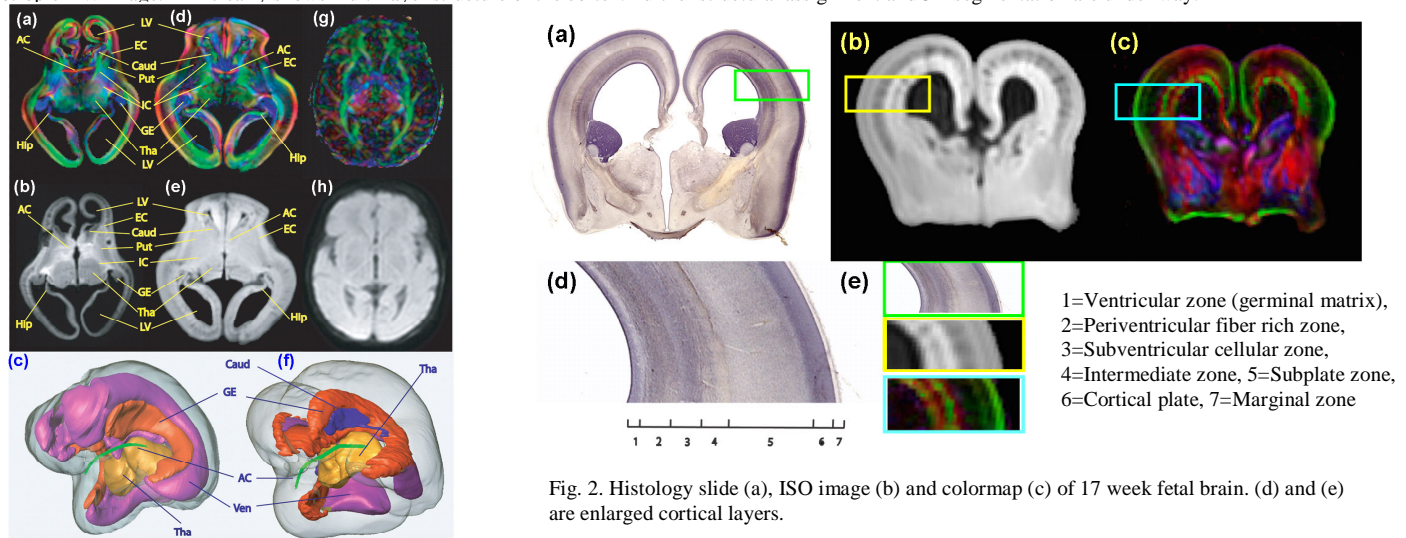 (a)
(d)
(g)
LV
AC
EC
Caud
Put
IC
GE
Tha
LV
Hip
AC
EC
Hip
(b)
(e)
(h)
LV
AC
EC
Caud
Put
IC
GE
Tha
LV
Hip
AC
EC
Hip
(c)
(f)
Caud
GE
Tha
AC
Ven
Tha
(a)
(b)
(c)
(d)
(e)
1 2 3 4 5 6 7
1=Ventricular zone (germinal matrix),
2=Periventricular fiber rich zone,
3=Subventricular cellular zone,
4=Intermediate zone, 5=Subplate zone,
6=Cortical plate, 7=Marginal zone
Fig. 2. Histology slide (a), ISO image (b) and colormap (c) of 17 week fetal brain. (d) and (e)
are enlarged cortical layers.